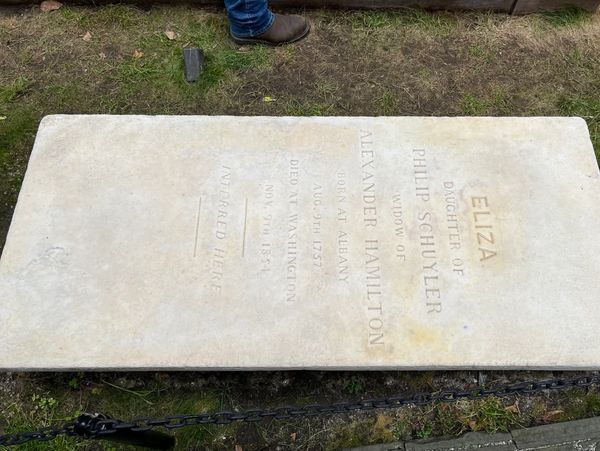 ELIZA.
DAUGHTER OF
PHILIP SCHUYLER
WIDOW OF
ALEXANDER HAMILTON
BORN AT ALBANY
AUG. 9TH 1757
DIED AT WASHINGTON
NOV. 9TH 1854.
INTERRED HERE